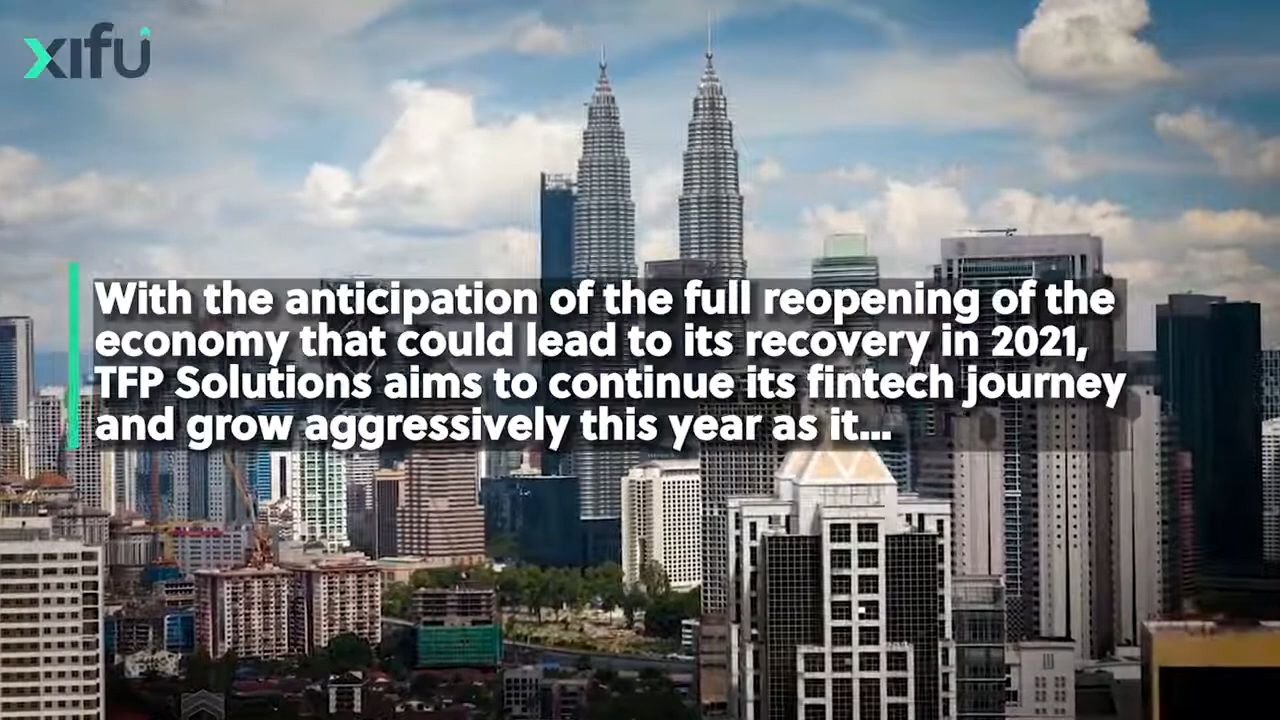 xifu
With the anticipation of the full reopening of the
economy that could lead to its recovery in 2021,
TFP Solutions aims to continue its fintech journey
and grow aggressively this year as it...